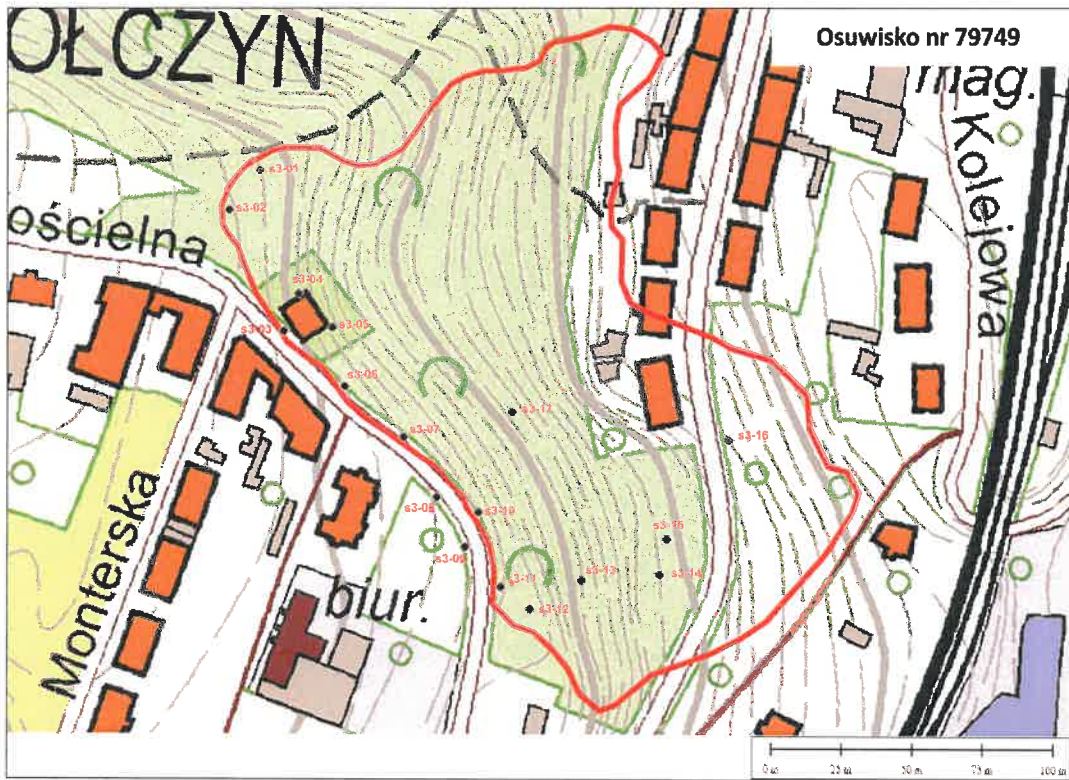 OŁCZYN
Osuwisko nr 79749
mag.
Kolejowa
s3-01
s3-02
ościelna
s3-04
s3-03
s3-05
s3-06
s3-17
s3-07
s3-16
s3-08
s3-10
s3-09
s3-15
s3-11
s3-13
s3-14
s3-12
Monterska
biur.
0 m 25 m 50 m 75 m 100 m